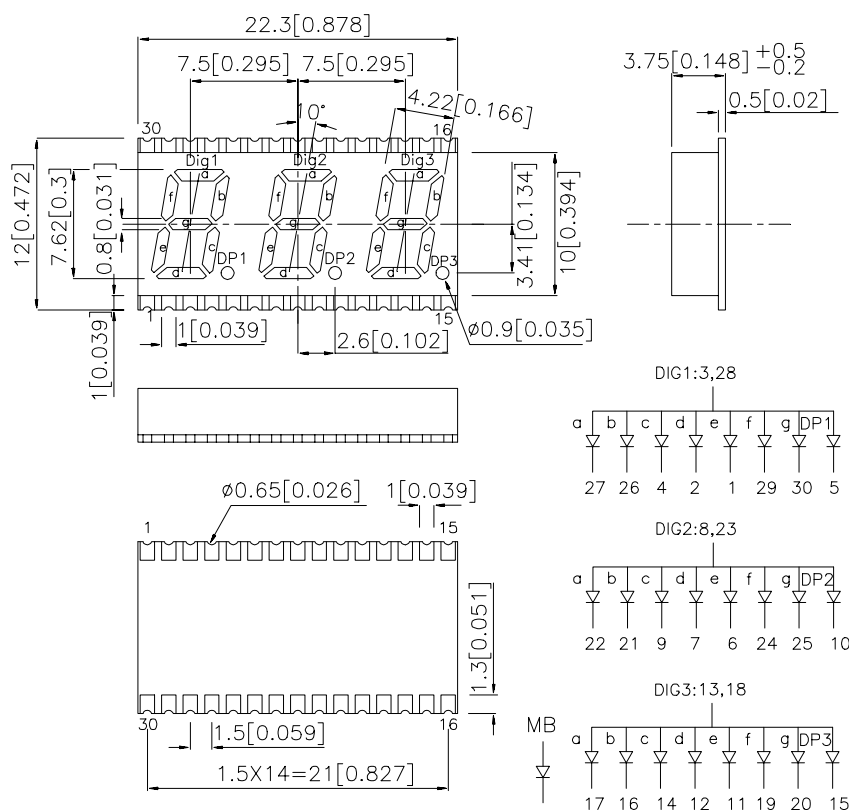 22.3[0.878]
7.5[0.295] 7.5[0.295]
3.75[0.148] +0.5 −0.2
0.5[0.02]
10° 4.22[0.166]
30 16
Dig1 Dig2 Dig3
a a a
f b f b f b
g g g
e c e c e c
d DP1 d DP2 d DP3
12[0.472]
7.62[0.3]
0.8[0.031]
3.41[0.134]
10[0.394]
1 15
1[0.039]
1[0.039]
2.6[0.102]
ø0.9[0.035]
DIG1:3,28
a b c d e f g DP1
27 26 4 2 1 29 30 5
ø0.65[0.026] 1[0.039]
1 15
DIG2:8,23
a b c d e f g DP2
22 21 9 7 6 24 25 10
1.3[0.051]
30 16
1.5[0.059]
1.5X14=21[0.827]
DIG3:13,18
MB
a b c d e f g DP3
17 16 14 12 11 19 20 15